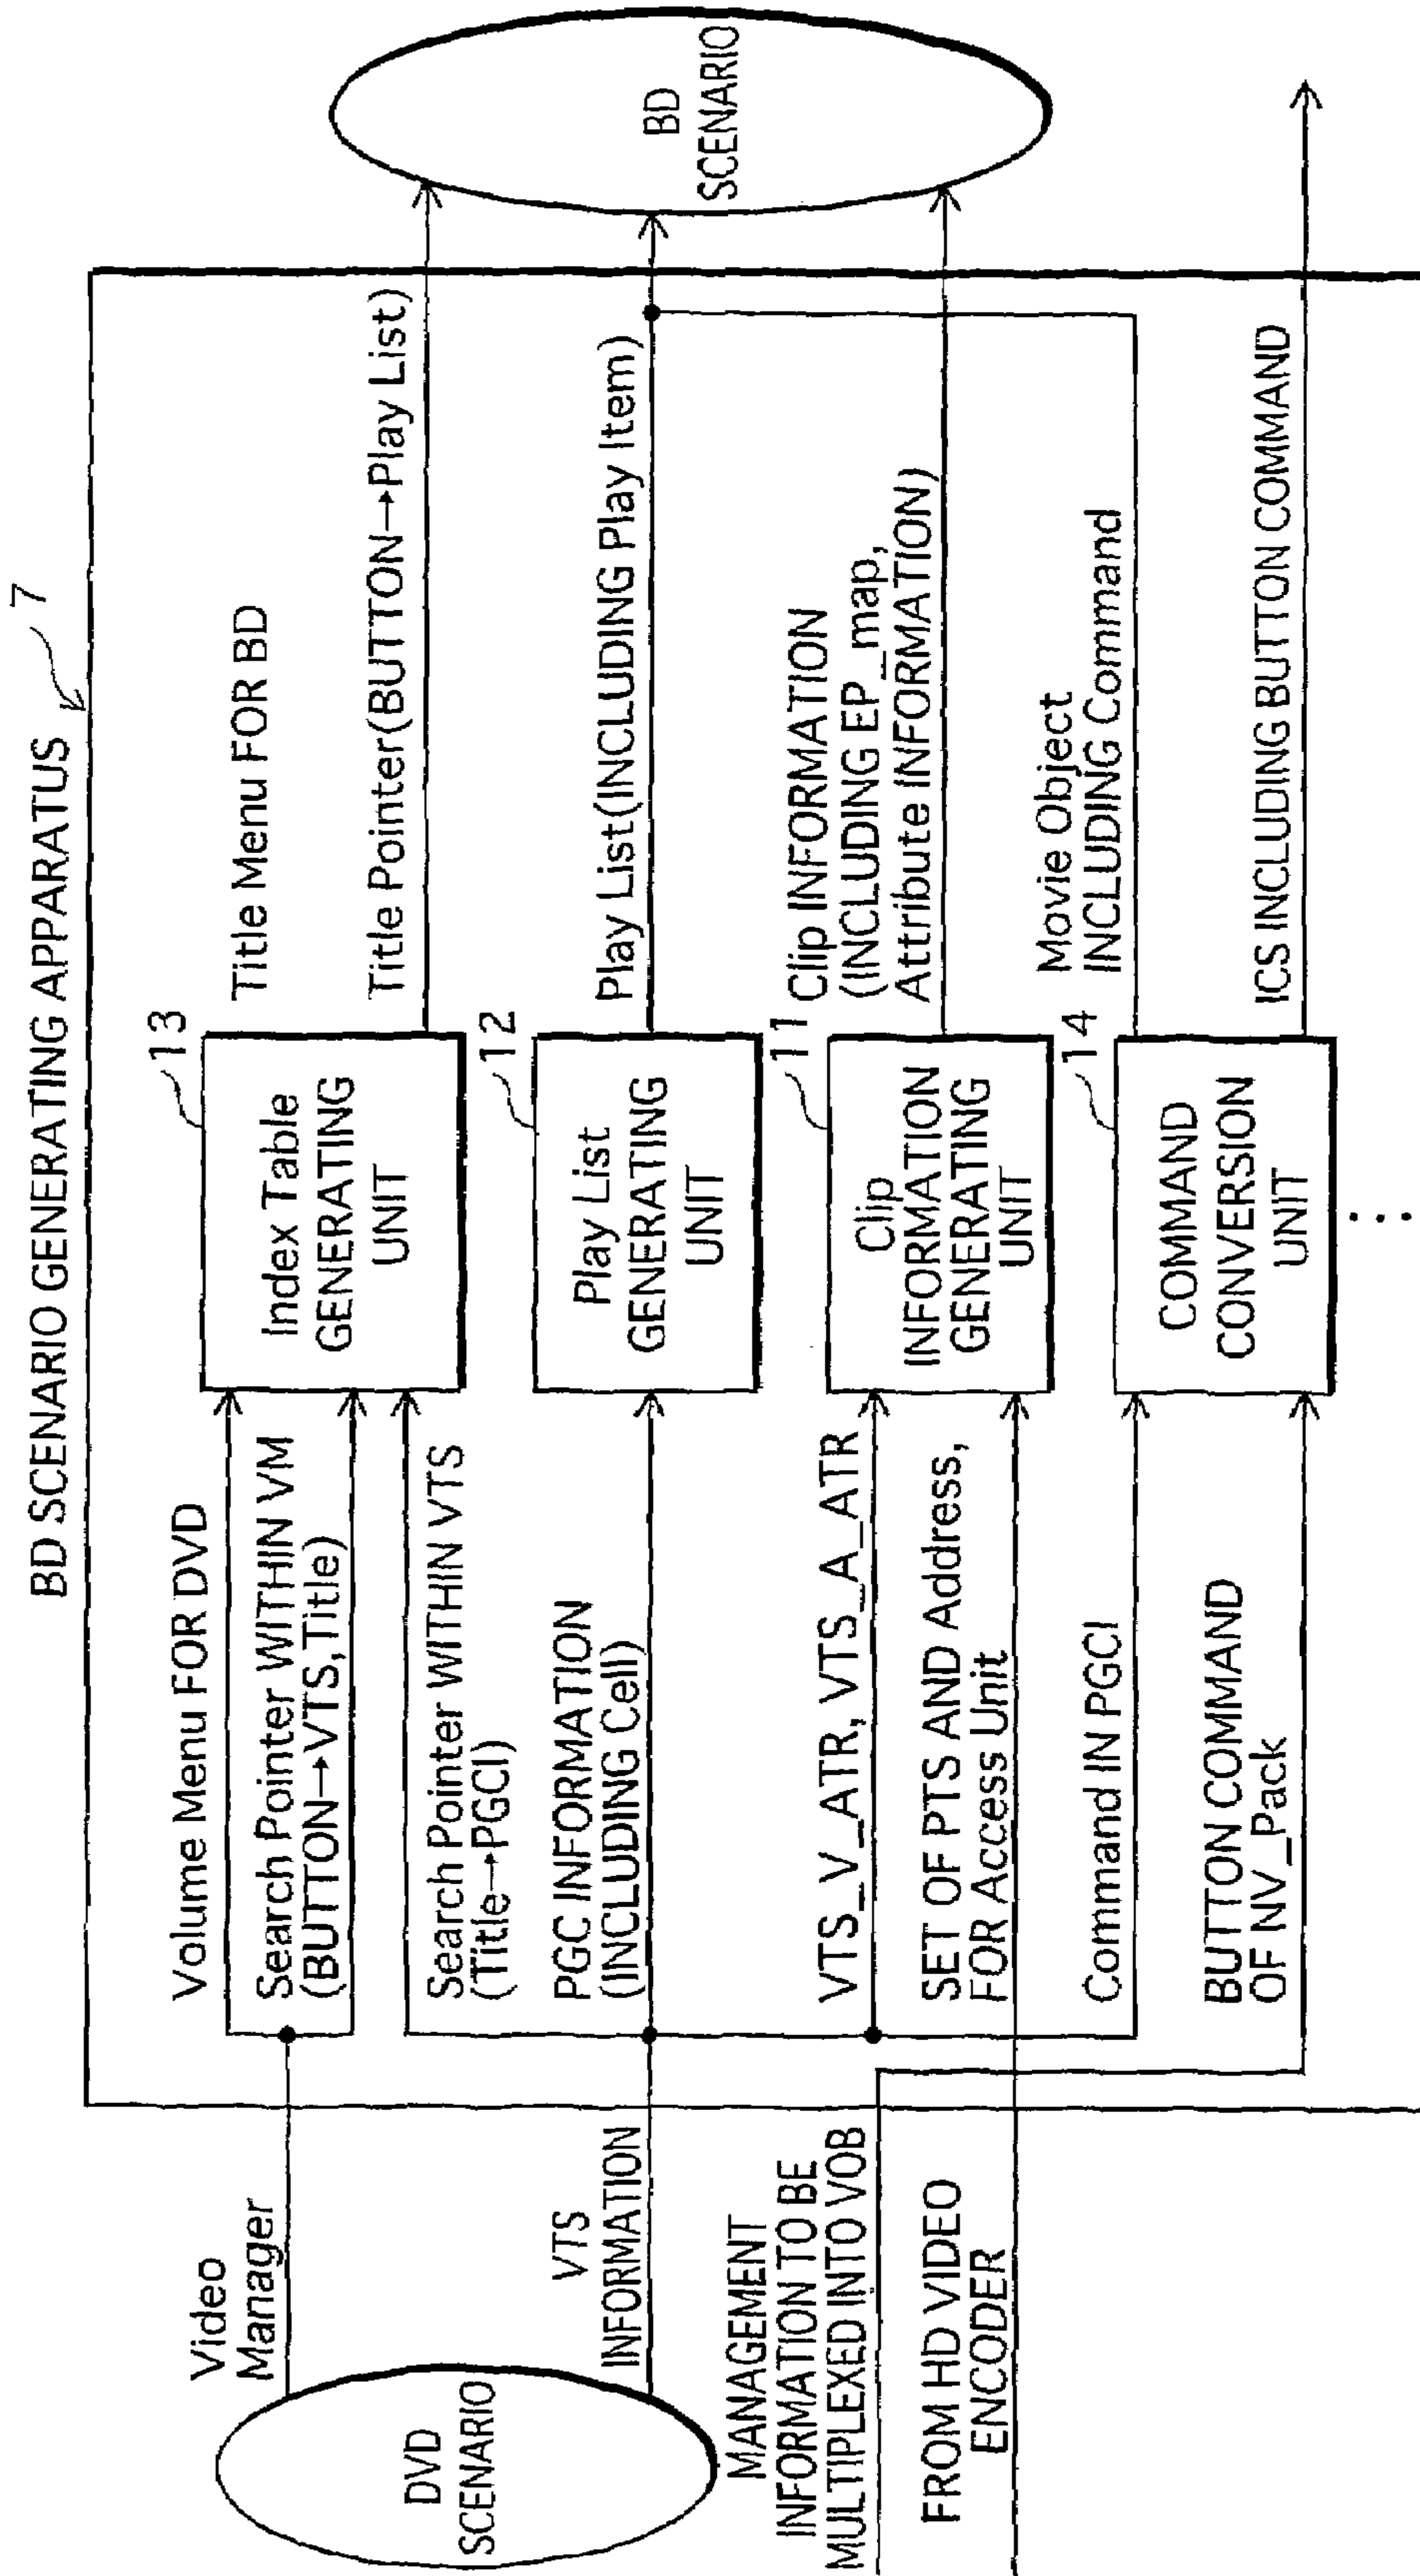 BD SCENARIO GENERATING APPARATUS
7
DVD
SCENARIO
Video
Manager
VTS
INFORMATION
MANAGEMENT
INFORMATION TO BE
MULTIPLEXED INTO VOB
FROM HD VIDEO
ENCODER
Volume Menu FOR DVD
Search Pointer WITHIN VM
(BUTTON→VTS,Title)
Search Pointer WITHIN VTS
(Title→PGCI)
PGC INFORMATION
(INCLUDING Cell)
VTS_V_ATR, VTS_A_ATR
SET OF PTS AND Address,
FOR Access Unit
Command IN PGCI
BUTTON COMMAND
OF NV_Pack
13
Index Table
GENERATING
UNIT
12
Play List
GENERATING
UNIT
11
Clip
INFORMATION
GENERATING
UNIT
14
COMMAND
CONVERSION
UNIT
...
Title Menu FOR BD
Title Pointer(BUTTON→Play List)
Play List(INCLUDING Play Item)
Clip INFORMATION
(INCLUDING EP_map,
Attribute INFORMATION)
Movie Object
INCLUDING Command
ICS INCLUDING BUTTON COMMAND
BD
SCENARIO